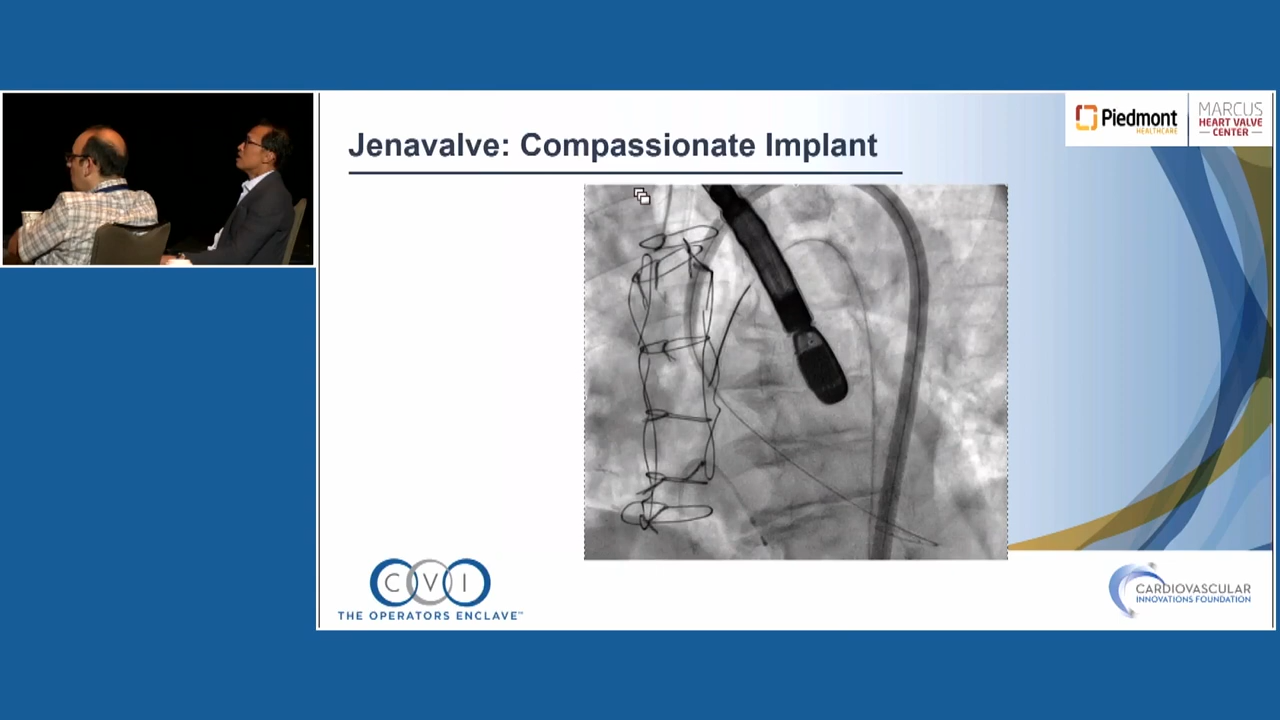 Jenavalve: Compassionate Implant
Piedmont
HEALTHCARE
MARCUS
HEART VALVE
CENTER
CVI
THE OPERATORS ENCLAVE™
CARDIOVASCULAR
INNOVATIONS FOUNDATION